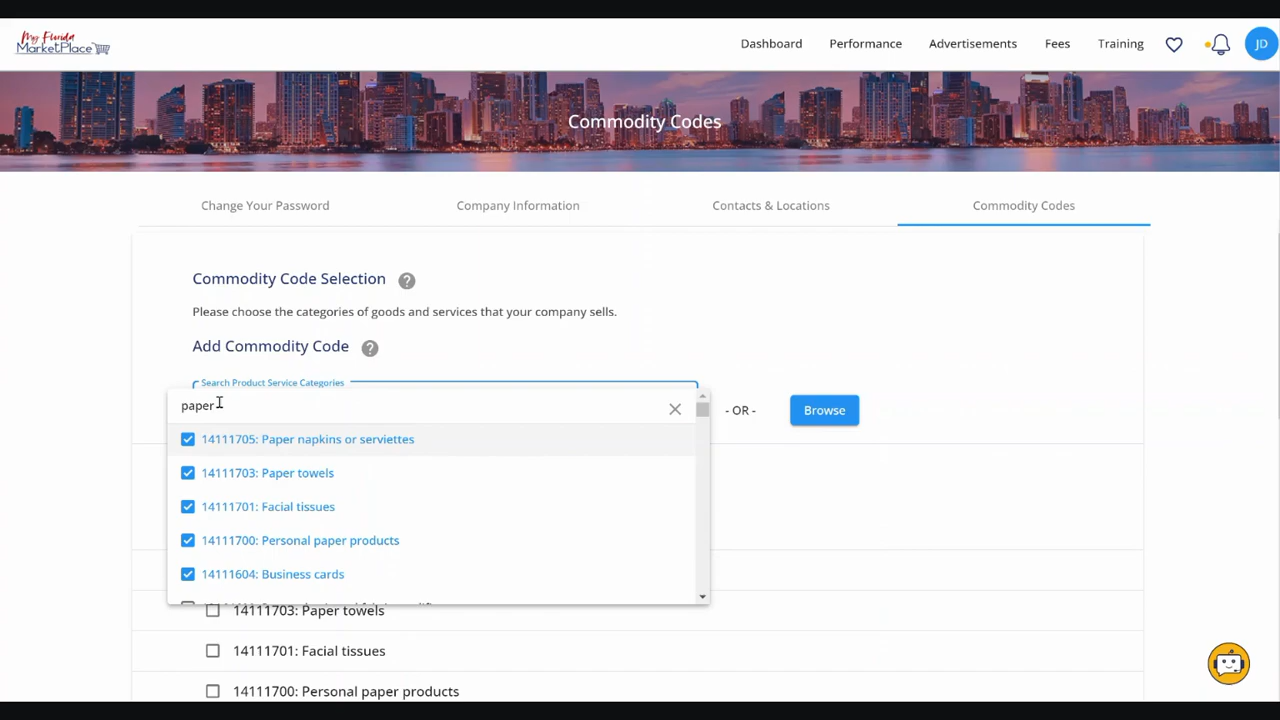 My Florida
MarketPlace
Dashboard
Performance
Advertisements
Fees
Training
JD
Commodity Codes
Change Your Password
Company Information
Contacts & Locations
Commodity Codes
Commodity Code Selection ?
Please choose the categories of goods and services that your company sells.
Add Commodity Code ?
Search Product Service Categories
paper
- OR -
Browse
14111705: Paper napkins or serviettes
14111703: Paper towels
14111701: Facial tissues
14111700: Personal paper products
14111604: Business cards
14111703: Paper towels
14111701: Facial tissues
14111700: Personal paper products